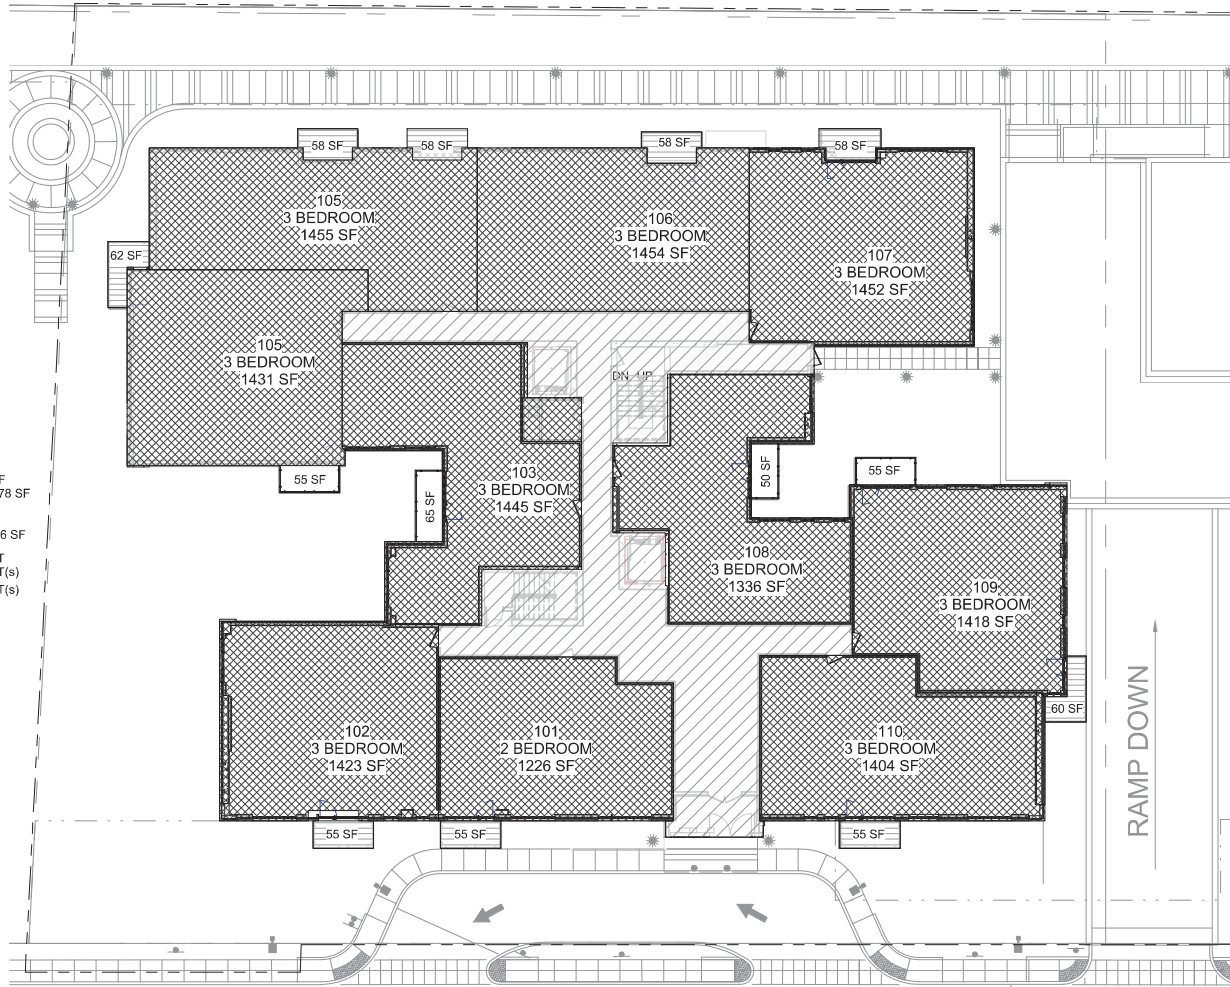 58 SF
58 SF
58 SF
58 SF
105
3 BEDROOM
1455 SF
106
3 BEDROOM
1454 SF
107
3 BEDROOM
1452 SF
62 SF
105
3 BEDROOM
1431 SF
DN UP
55 SF
65 SF
103
3 BEDROOM
1445 SF
50 SF
55 SF
F
78 SF
6 SF
T
T(s)
T(s)
108
3 BEDROOM
1336 SF
109
3 BEDROOM
1418 SF
60 SF
102
3 BEDROOM
1423 SF
101
2 BEDROOM
1226 SF
110
3 BEDROOM
1404 SF
RAMP DOWN
55 SF
55 SF
55 SF